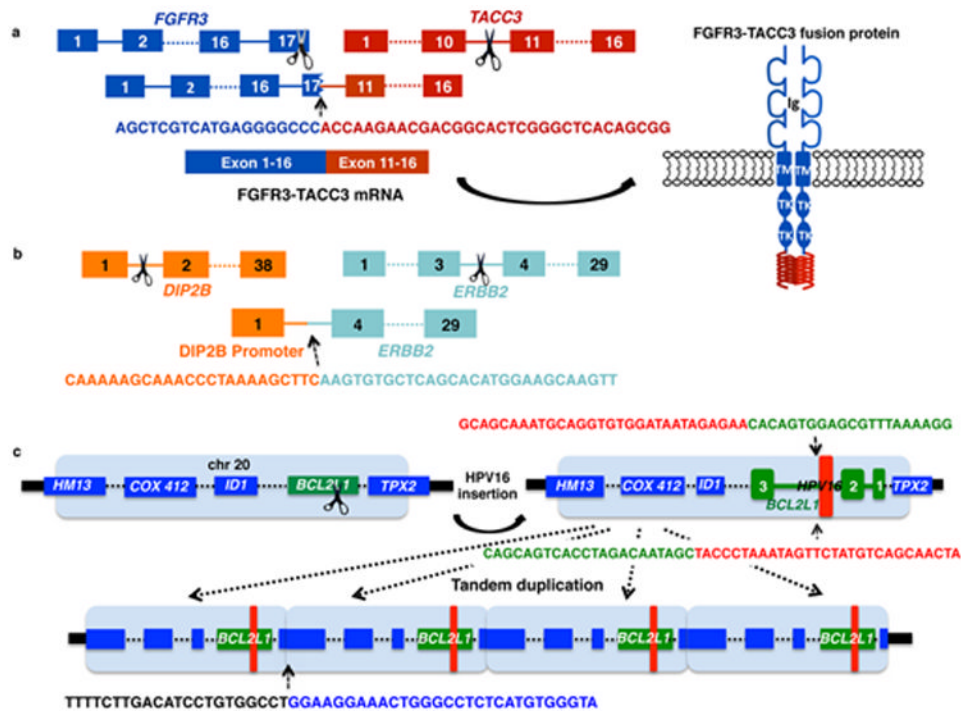 a
FGFR3
TACC3
FGFR3-TACC3 fusion protein
1 2 16 17
1 10 11 16
1 2 16 17 11 16
Ig
AGCTCGTCATGAGGGGCCCACCAAGAACGACGGCACTCGGGCTCACAGCGG
Exon 1-16 Exon 11-16
FGFR3-TACC3 mRNA
TM TM
TK TK
TK TK
b
1 2 38
DIP2B
1 3 4 29
ERBB2
1 4 29
DIP2B Promoter ERBB2
CAAAAAGCAAACCCTAAAAGCTTCAAGTGTGCTCAGCACATGGAAGCAAGTT
GCAGCAAATGCAGGTGTGGATAATAGAGAACACAGTGGAGCGTTTAAAAGG
c
chr 20
HM13 COX 412 ID1 BCL2L1 TPX2
HPV16
insertion
HM13 COX 412 ID1 3 HPV16 2 1 TPX2
BCL2L1
CAGCAGTCACCTAGACAATAGCTACCCTAAATAGTTCTATGTCAGCAACTA
Tandem duplication
BCL2L1 BCL2L1 BCL2L1 BCL2L1
TTTTCTTGACATCCTGTGGCCTGGAAGGAAACTGGGCCTCTCATGTGGGTA